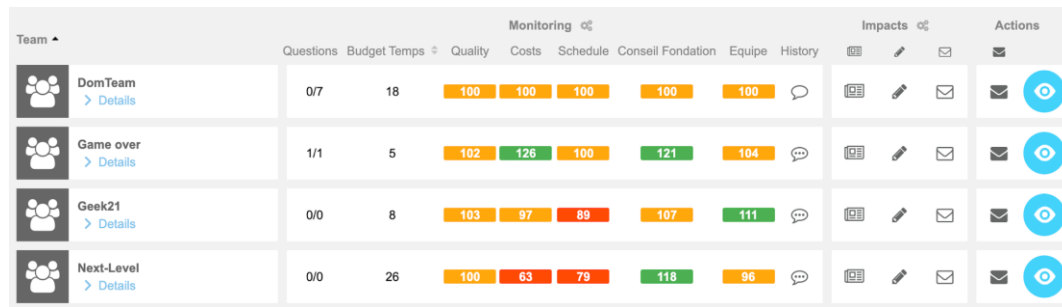 Monitoring Impacts Actions
Team
Questions Budget Temps Quality Costs Schedule Conseil Fondation Equipe History
DomTeam
Details
0/7 18 100 100 100 100 100
Game over
Details
1/1 5 102 126 100 121 104
Geek21
Details
0/0 8 103 97 89 107 111
Next-Level
Details
0/0 26 100 63 79 118 96